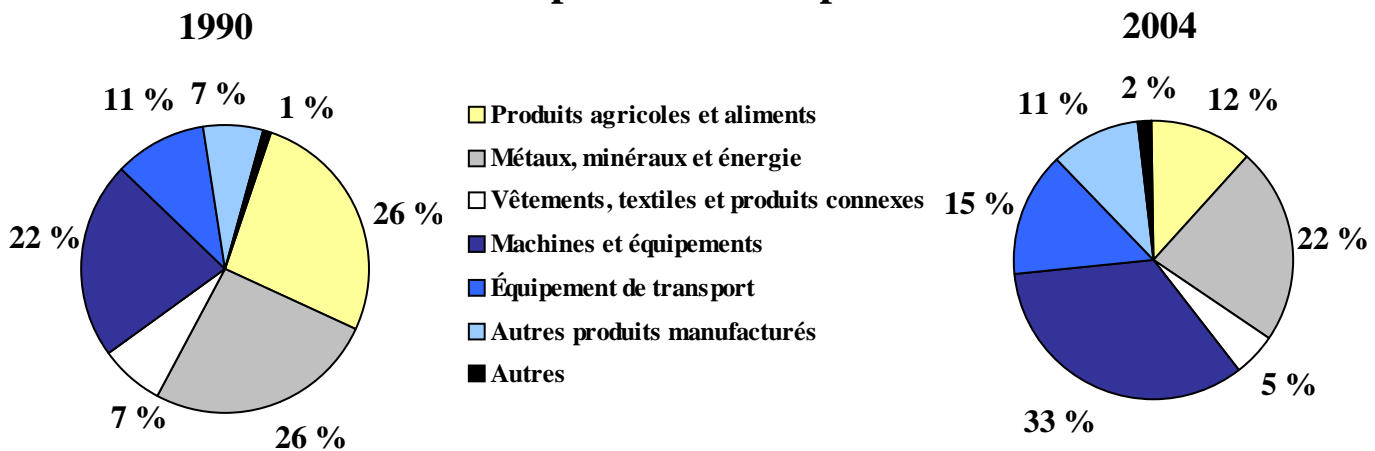 1990
2004
11 %
7 %
1 %
26 %
22 %
7 %
26 %
Produits agricoles et aliments
Métaux, minéraux et énergie
Vêtements, textiles et produits connexes
Machines et équipements
Équipement de transport
Autres produits manufacturés
Autres
11 %
2 %
12 %
15 %
22 %
5 %
33 %